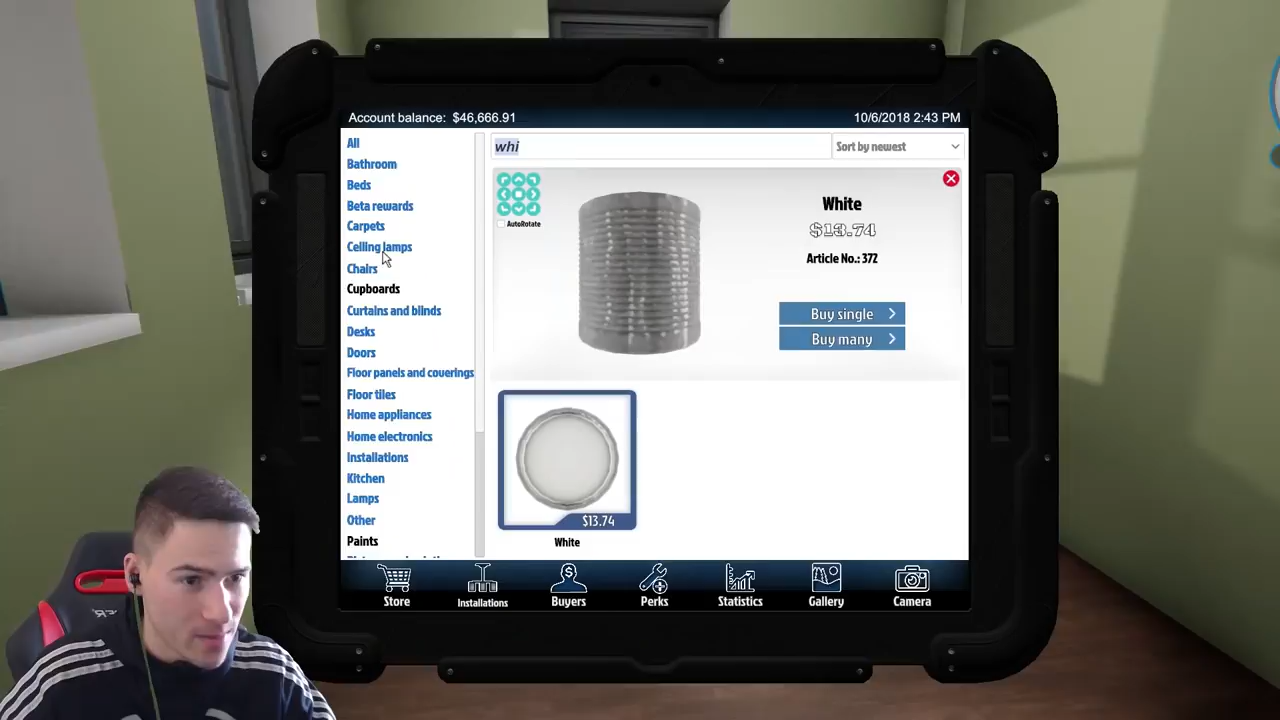 Account balance: $46,666.91
10/6/2018 2:43 PM
All
Bathroom
Beds
Beta rewards
Carpets
Ceiling lamps
Chairs
Cupboards
Curtains and blinds
Desks
Doors
Floor panels and coverings
Floor tiles
Home appliances
Home electronics
Installations
Kitchen
Lamps
Other
Paints
whi
Sort by newest
AutoRotate
White
$13.74
Article No.: 372
Buy single
Buy many
$13.74
White
Store
Installations
Buyers
Perks
Statistics
Gallery
Camera